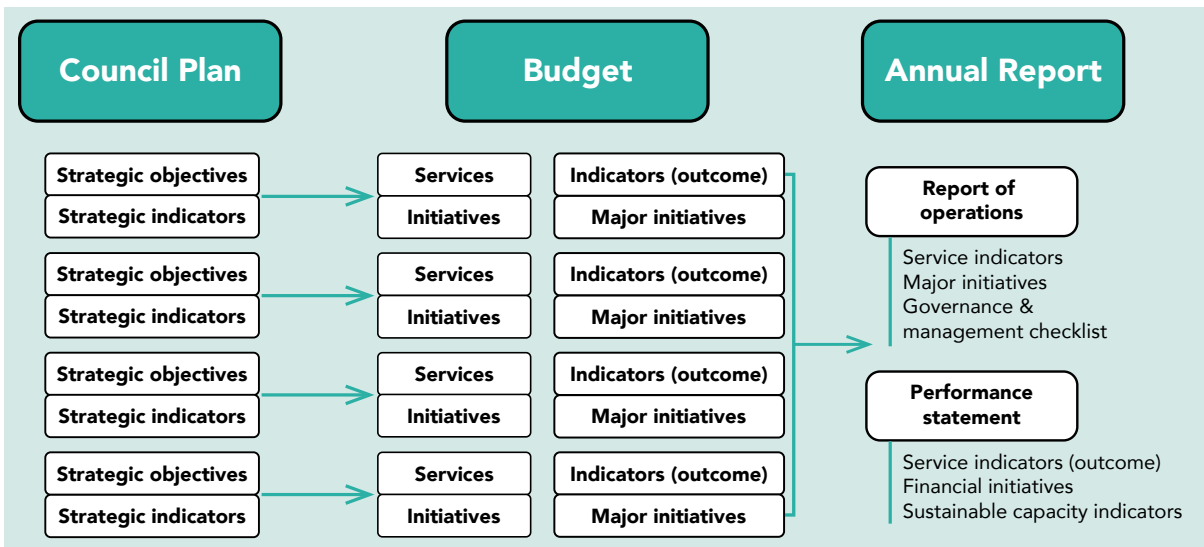 Council Plan
Budget
Annual Report
Strategic objectives
Strategic indicators
Services
Initiatives
Indicators (outcome)
Major initiatives
Strategic objectives
Strategic indicators
Services
Initiatives
Indicators (outcome)
Major initiatives
Strategic objectives
Strategic indicators
Services
Initiatives
Indicators (outcome)
Major initiatives
Strategic objectives
Strategic indicators
Services
Initiatives
Indicators (outcome)
Major initiatives
Report of
operations
Service indicators
Major initiatives
Governance &
management checklist
Performance
statement
Service indicators (outcome)
Financial initiatives
Sustainable capacity indicators